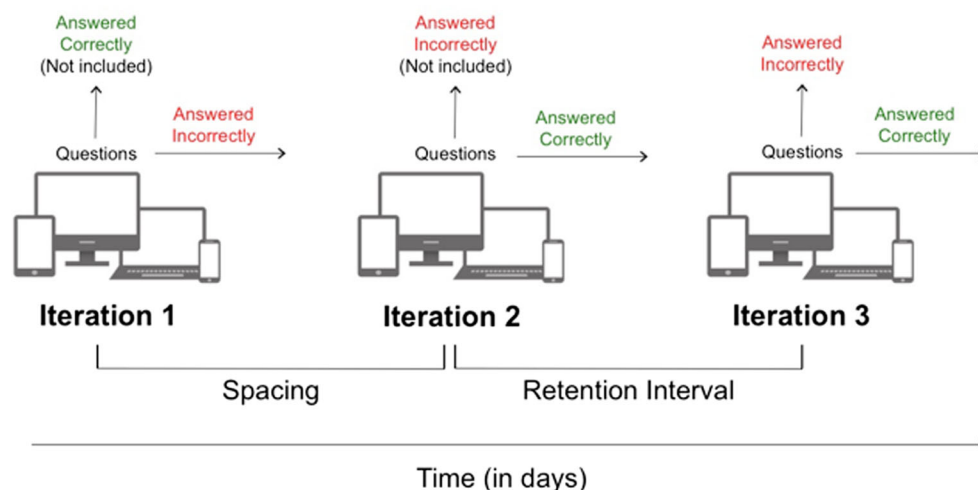 Answered
Correctly
(Not included)
Answered
Incorrectly
Questions
Iteration 1
Answered
Incorrectly
(Not included)
Answered
Correctly
Questions
Iteration 2
Answered
Incorrectly
Answered
Correctly
Questions
Iteration 3
Spacing
Retention Interval
Time (in days)